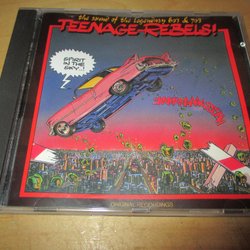 the sound of the legendary 60's & 70's
TEENAGE REBELS!
SPIRIT
IN THE
SKY...
ORIGINAL RECORDINGS